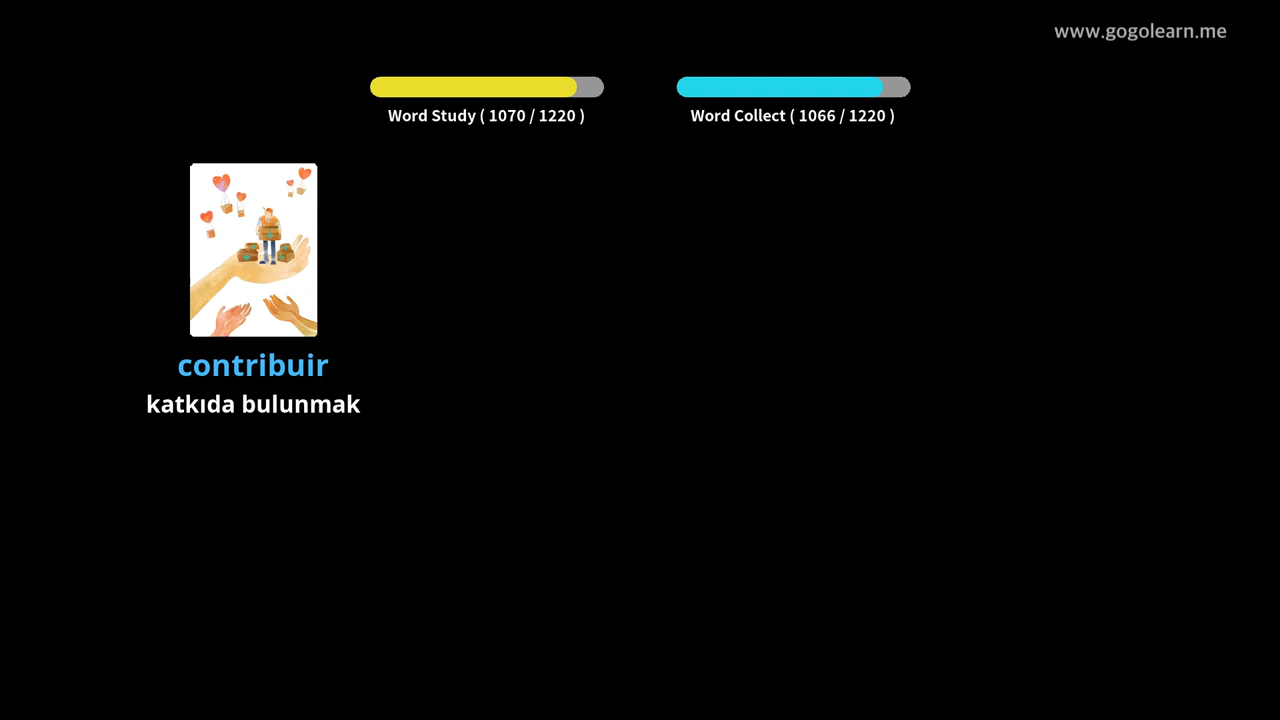 www.gogolearn.me
Word Study ( 1070 / 1220 )
Word Collect ( 1066 / 1220 )
contribuir
katkıda bulunmak